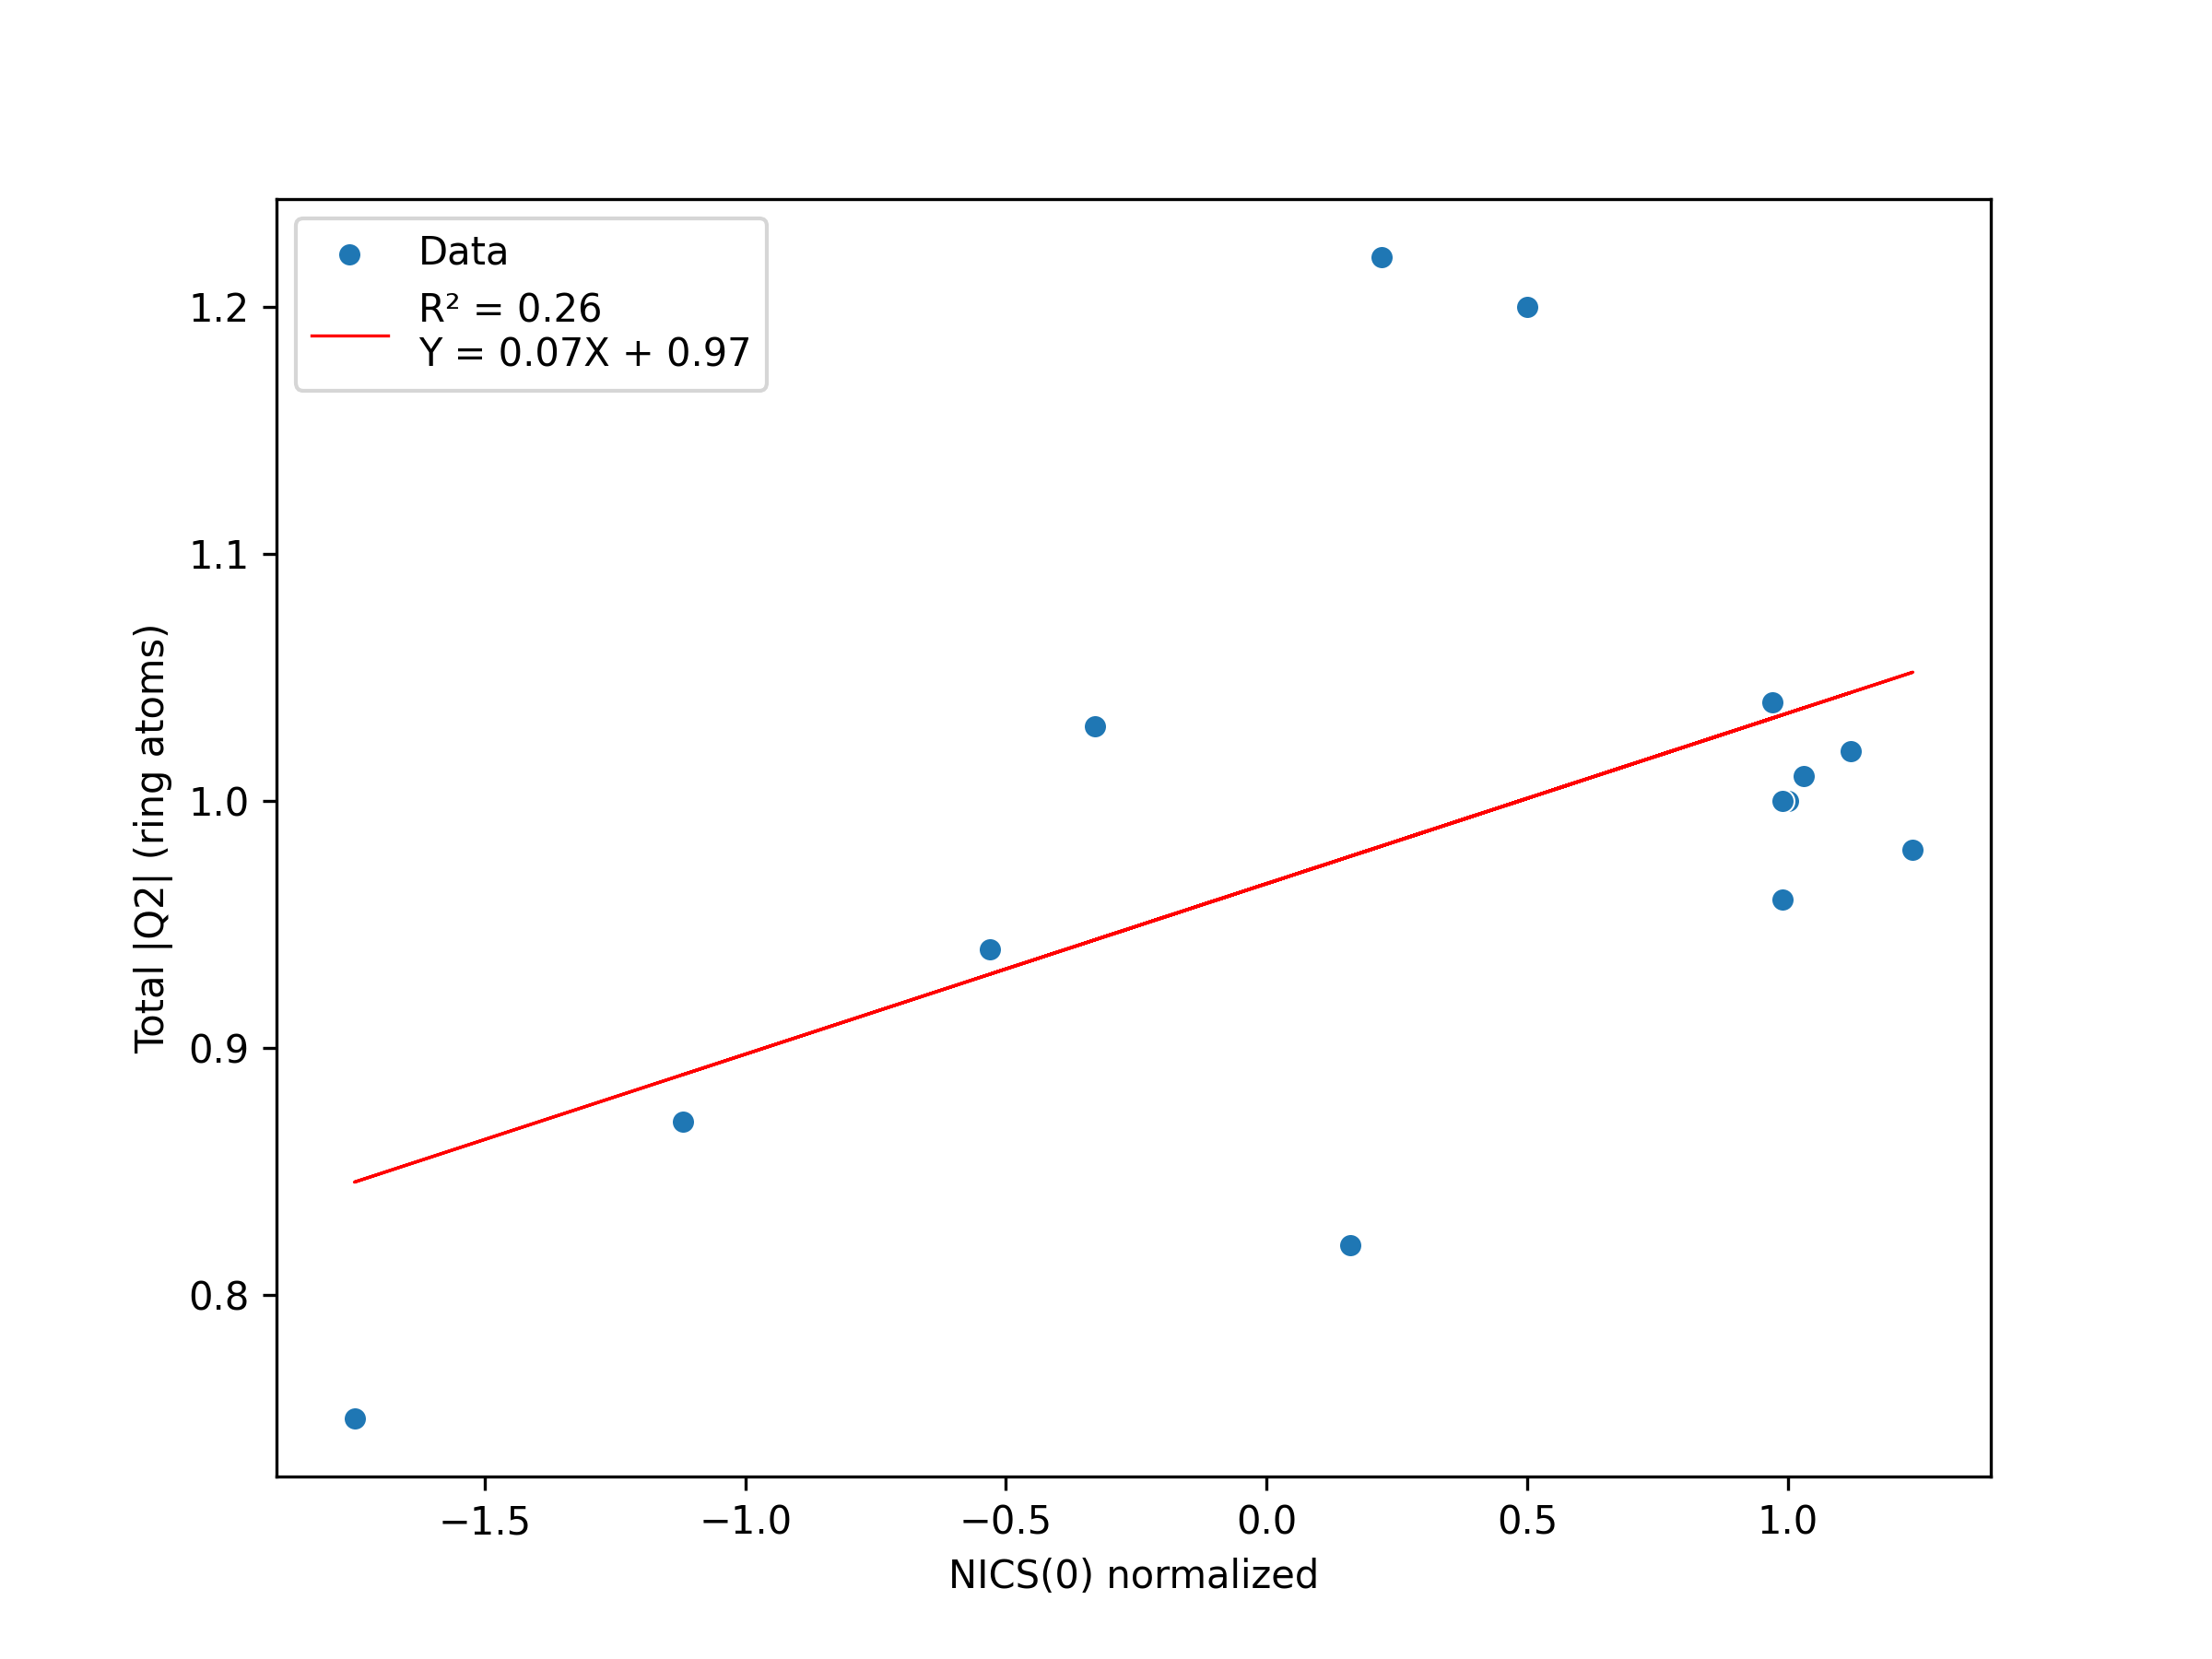 Data
R² = 0.26
Y = 0.07X + 0.97
1.2
1.1
1.0
0.9
0.8
Total |Q2| (ring atoms)
−1.5 −1.0 −0.5 0.0 0.5 1.0
NICS(0) normalized